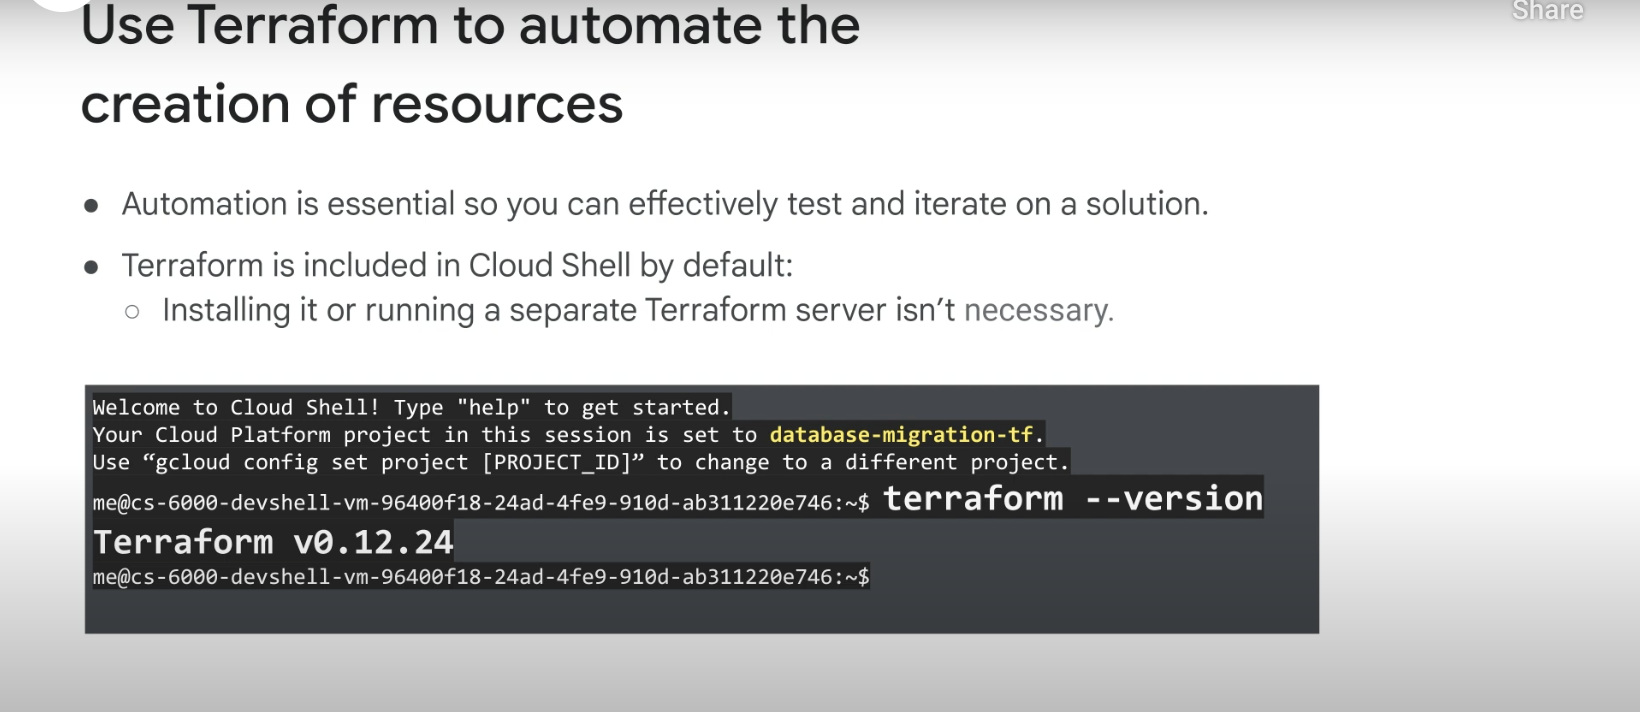 Share
Use Terraform to automate the
creation of resources
● Automation is essential so you can effectively test and iterate on a solution.
● Terraform is included in Cloud Shell by default:
○ Installing it or running a separate Terraform server isn’t necessary.
Welcome to Cloud Shell! Type "help" to get started.
Your Cloud Platform project in this session is set to database-migration-tf.
Use “gcloud config set project [PROJECT_ID]” to change to a different project.
me@cs-6000-devshell-vm-96400f18-24ad-4fe9-910d-ab311220e746:~$ terraform --version
Terraform v0.12.24
me@cs-6000-devshell-vm-96400f18-24ad-4fe9-910d-ab311220e746:~$